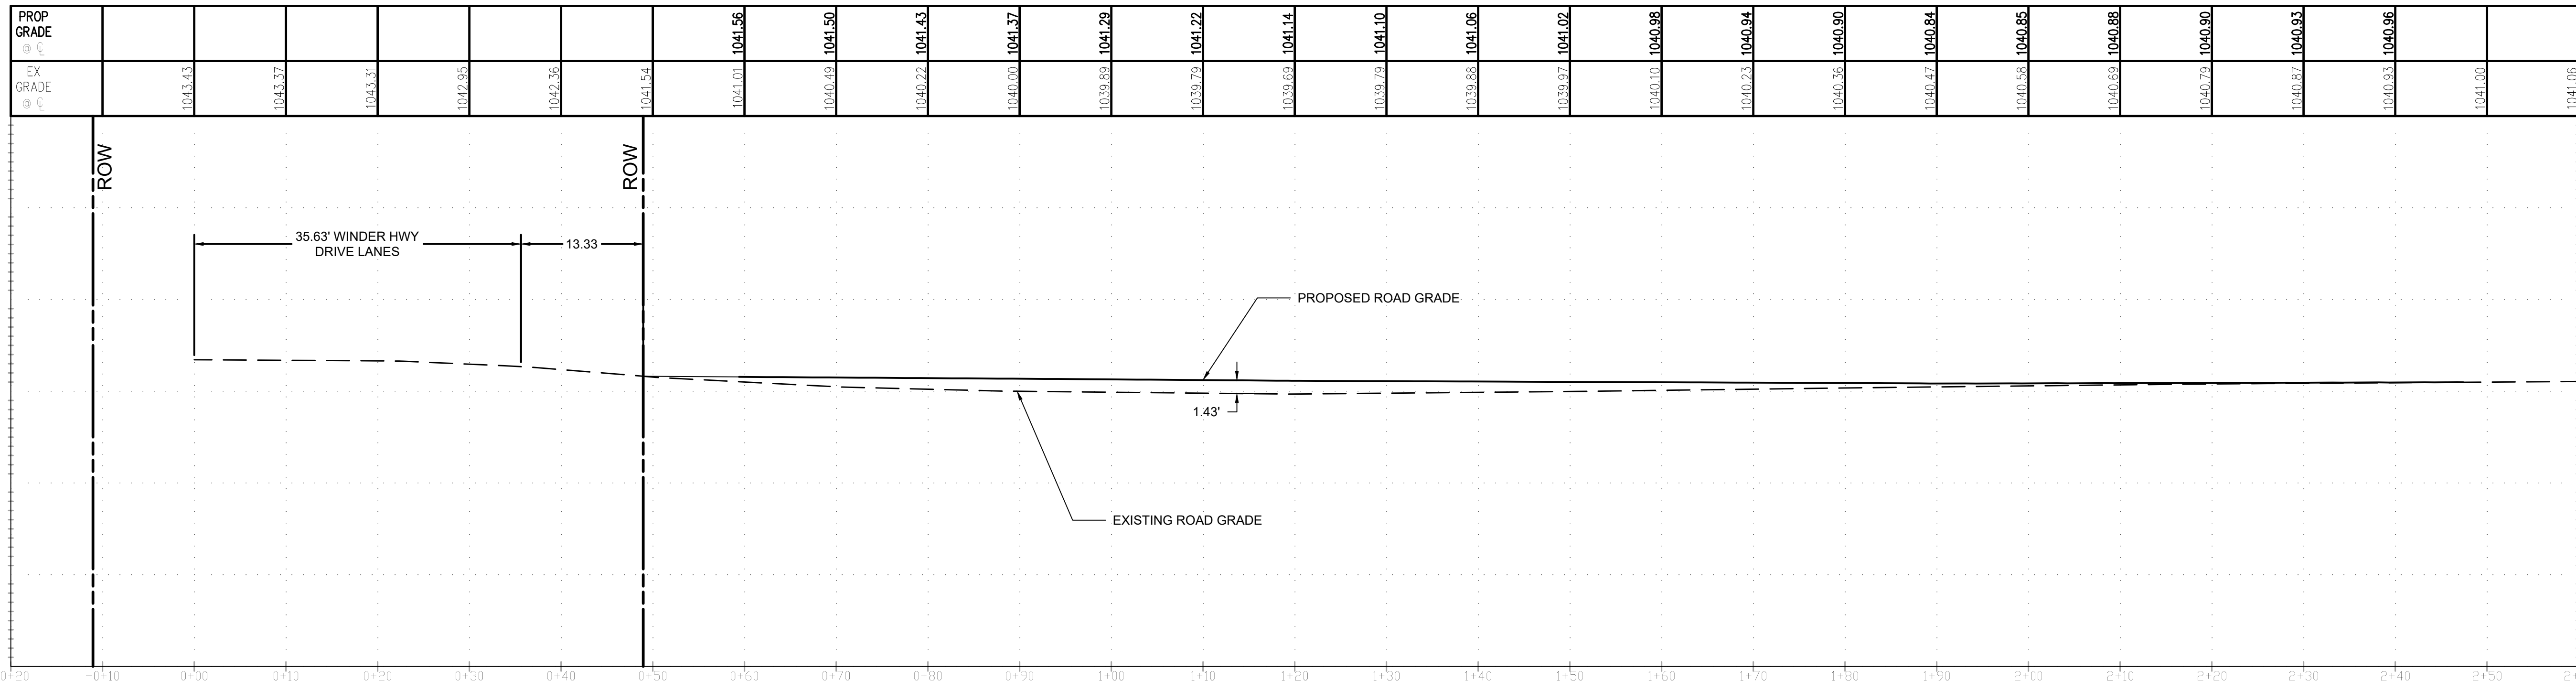 PROP
GRADE
@ ℄
1041.56 1041.50 1041.43 1041.37 1041.29 1041.22 1041.14 1041.10 1041.06 1041.02 1040.98 1040.94 1040.90 1040.84 1040.85 1040.88 1040.90 1040.93 1040.96
EX
GRADE
@ ℄
1043.43 1043.37 1043.31 1042.95 1042.36 1041.54 1041.01 1040.49 1040.22 1040.00 1039.89 1039.79 1039.69 1039.79 1039.88 1039.97 1040.10 1040.23 1040.36 1040.47 1040.58 1040.69 1040.79 1040.87 1040.93 1041.00 1041.06
ROW
ROW
35.63' WINDER HWY
DRIVE LANES
13.33
PROPOSED ROAD GRADE
1.43'
EXISTING ROAD GRADE
0+20 -0+10 0+00 0+10 0+20 0+30 0+40 0+50 0+60 0+70 0+80 0+90 1+00 1+10 1+20 1+30 1+40 1+50 1+60 1+70 1+80 1+90 2+00 2+10 2+20 2+30 2+40 2+50